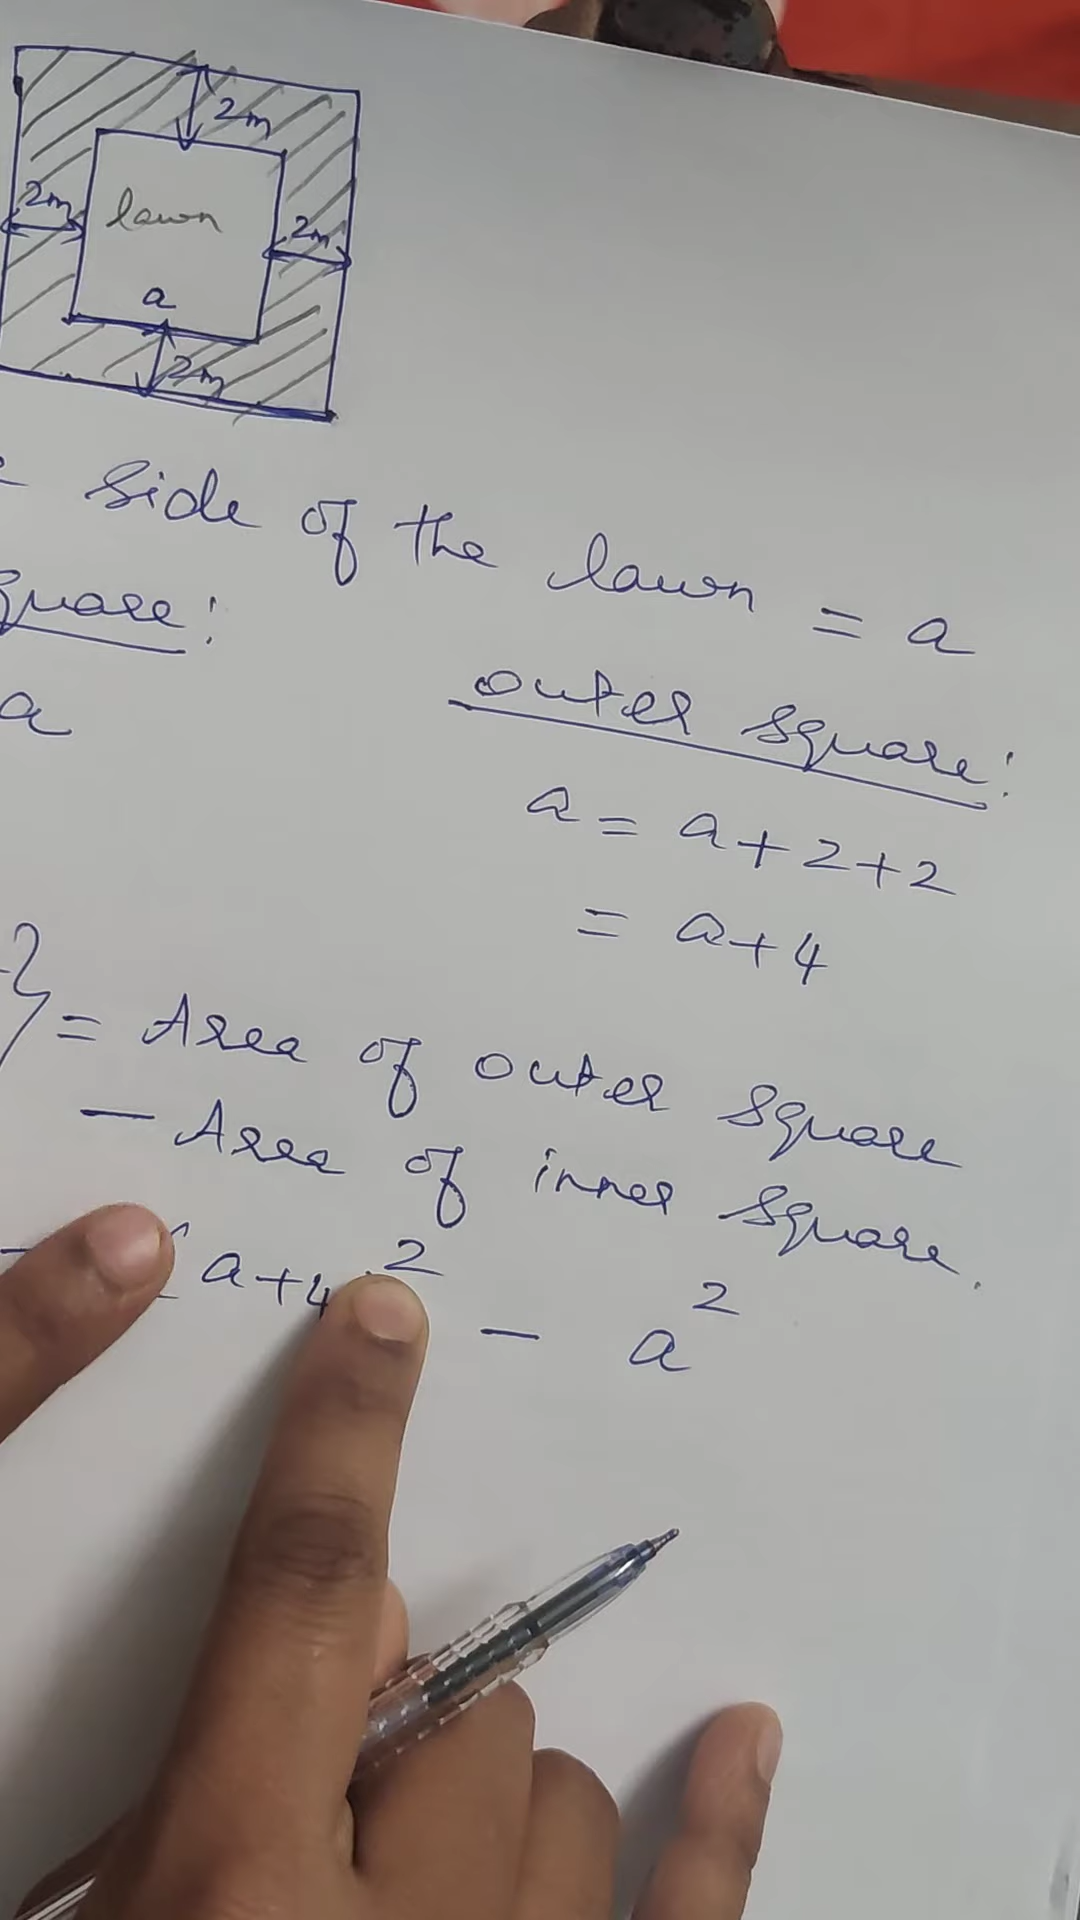 2m
2m lawn 2m
a
2m
side of the lawn = a
quare:
a
outer square:
a = a+2+2
= a+4
} = Area of outer square
- Area of inner square.
( a+4 2 - a2